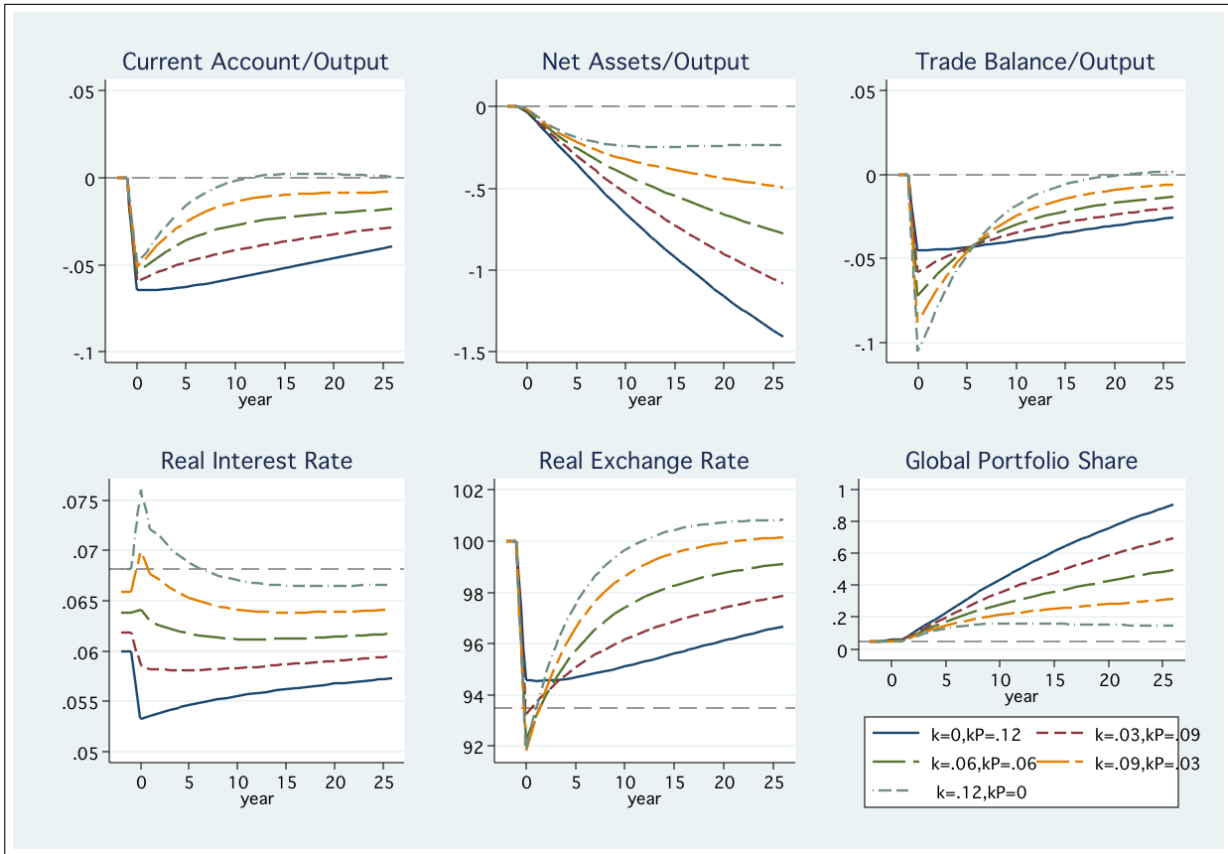 Current Account/Output
.05
0
-.05
-.1
0 5 10 15 20 25
year
Net Assets/Output
0
-.5
-1
-1.5
0 5 10 15 20 25
year
Trade Balance/Output
.05
0
-.05
-.1
0 5 10 15 20 25
year
Real Interest Rate
.075
.07
.065
.06
.055
.05
0 5 10 15 20 25
year
Real Exchange Rate
102
100
98
96
94
92
0 5 10 15 20 25
year
Global Portfolio Share
1
.8
.6
.4
.2
0
0 5 10 15 20 25
year
k=0,kP=.12 k=.03,kP=.09
k=.06,kP=.06 k=.09,kP=.03
k=.12,kP=0